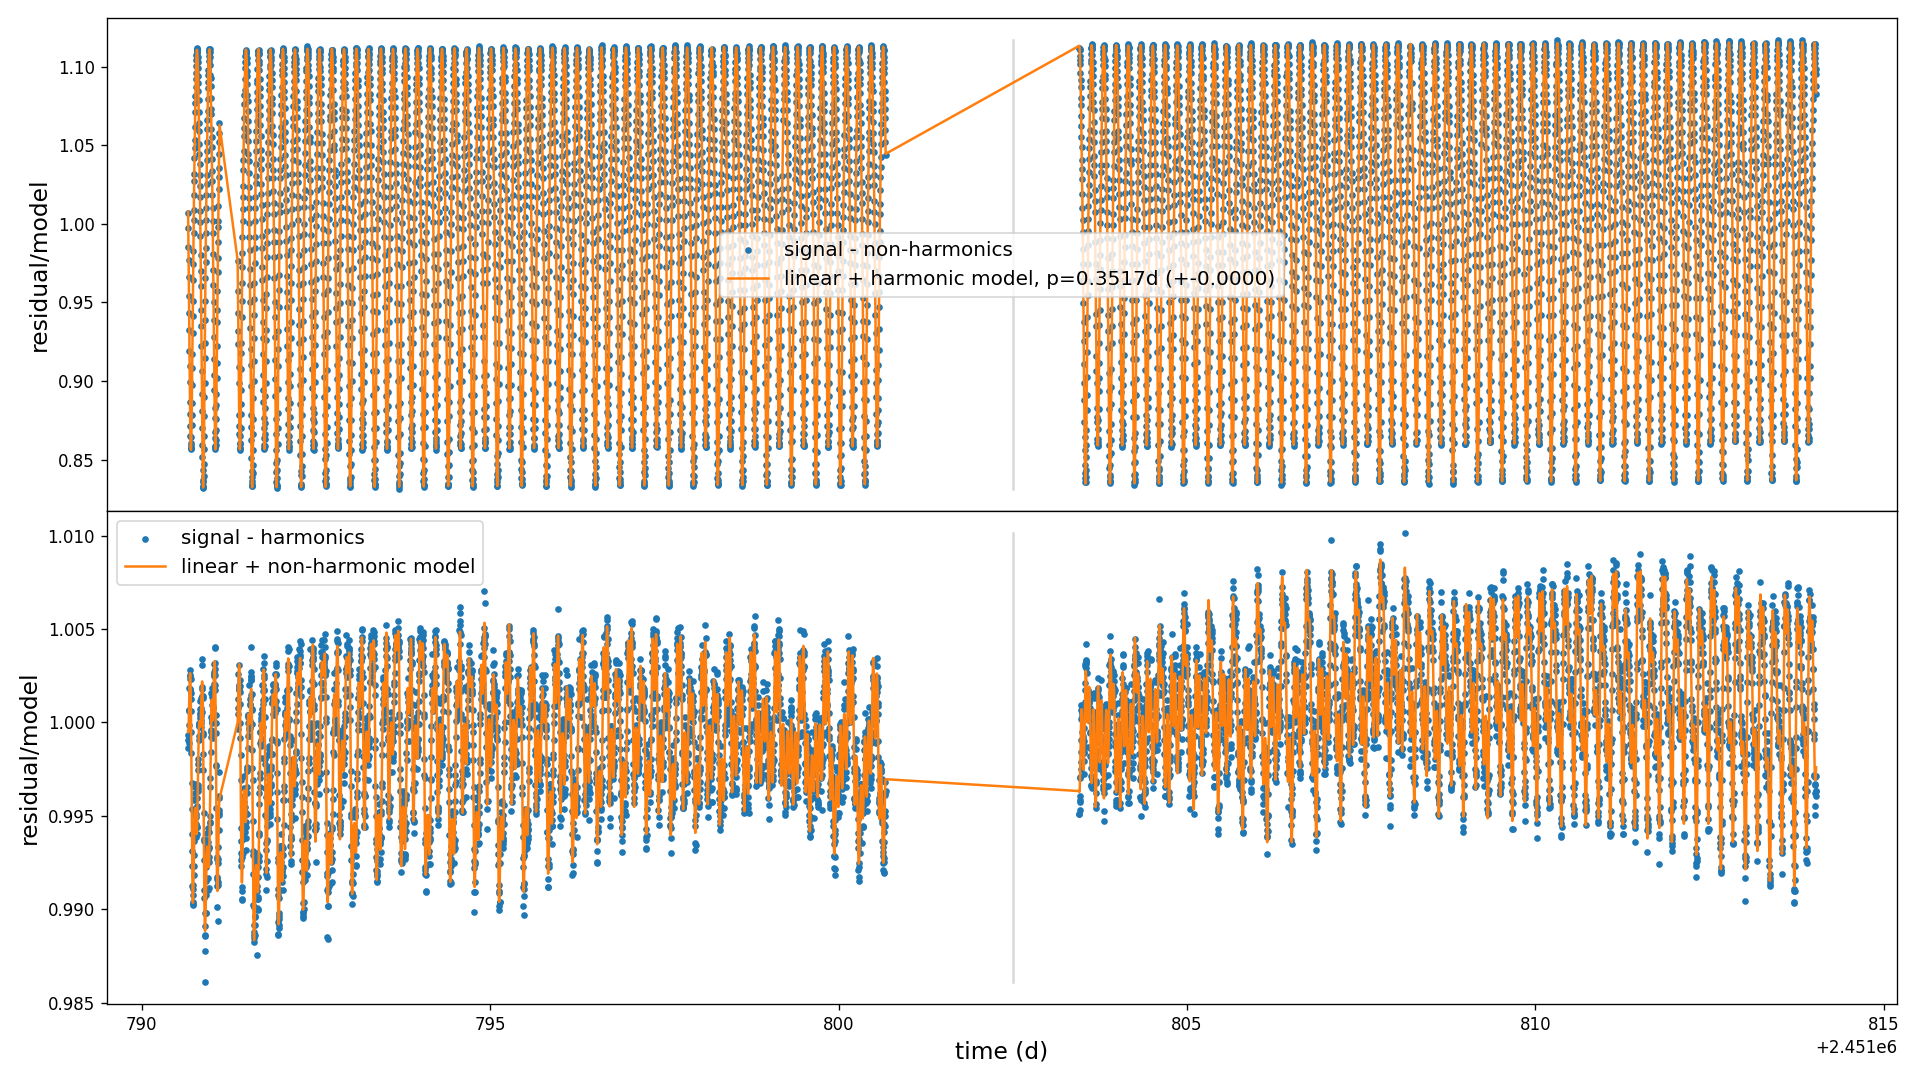 1.10
1.05
1.00
0.95
0.90
0.85
residual/model
signal - non-harmonics
linear + harmonic model, p=0.3517d (+-0.0000)
signal - harmonics
linear + non-harmonic model
1.010
1.005
1.000
0.995
0.990
0.985
residual/model
790
795
800
805
810
815
time (d)
+2.451e6